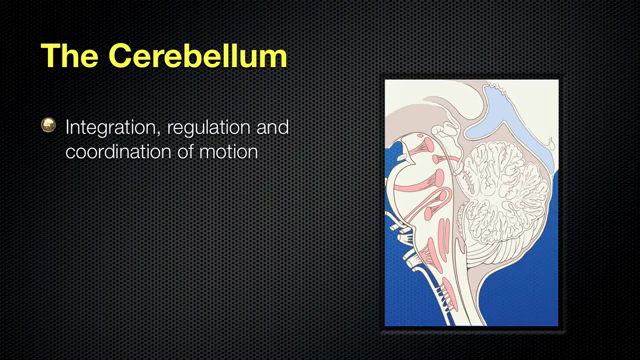 The Cerebellum
Integration, regulation and
coordination of motion